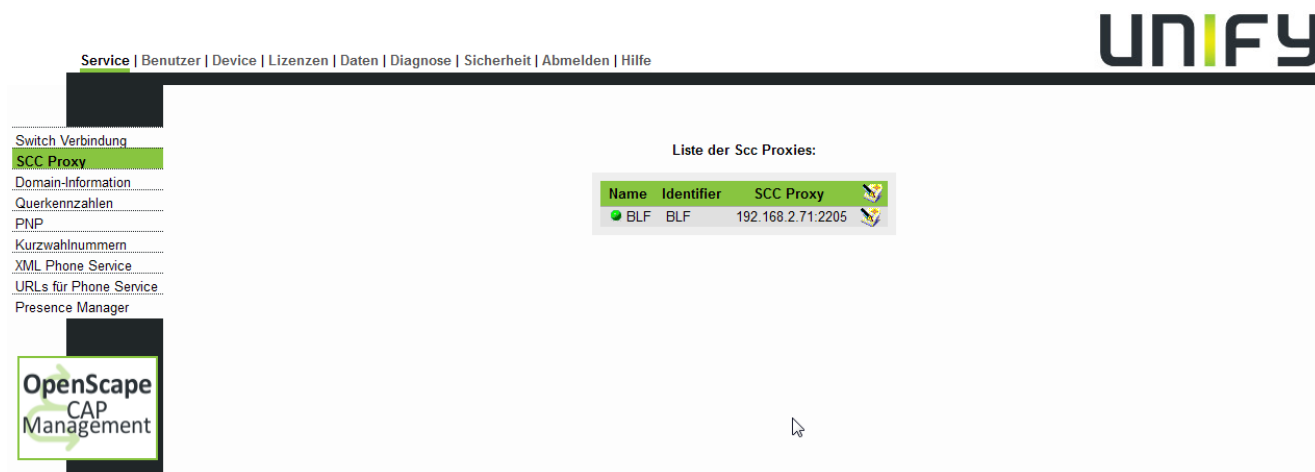 UNIFY
Service | Benutzer | Device | Lizenzen | Daten | Diagnose | Sicherheit | Abmelden | Hilfe
Switch Verbindung
SCC Proxy
Domain-Information
Querkennzahlen
PNP
Kurzwahlnummern
XML Phone Service
URLs für Phone Service
Presence Manager
OpenScape
CAP
Management
Liste der Scc Proxies:
Name Identifier SCC Proxy
BLF BLF 192.168.2.71:2205